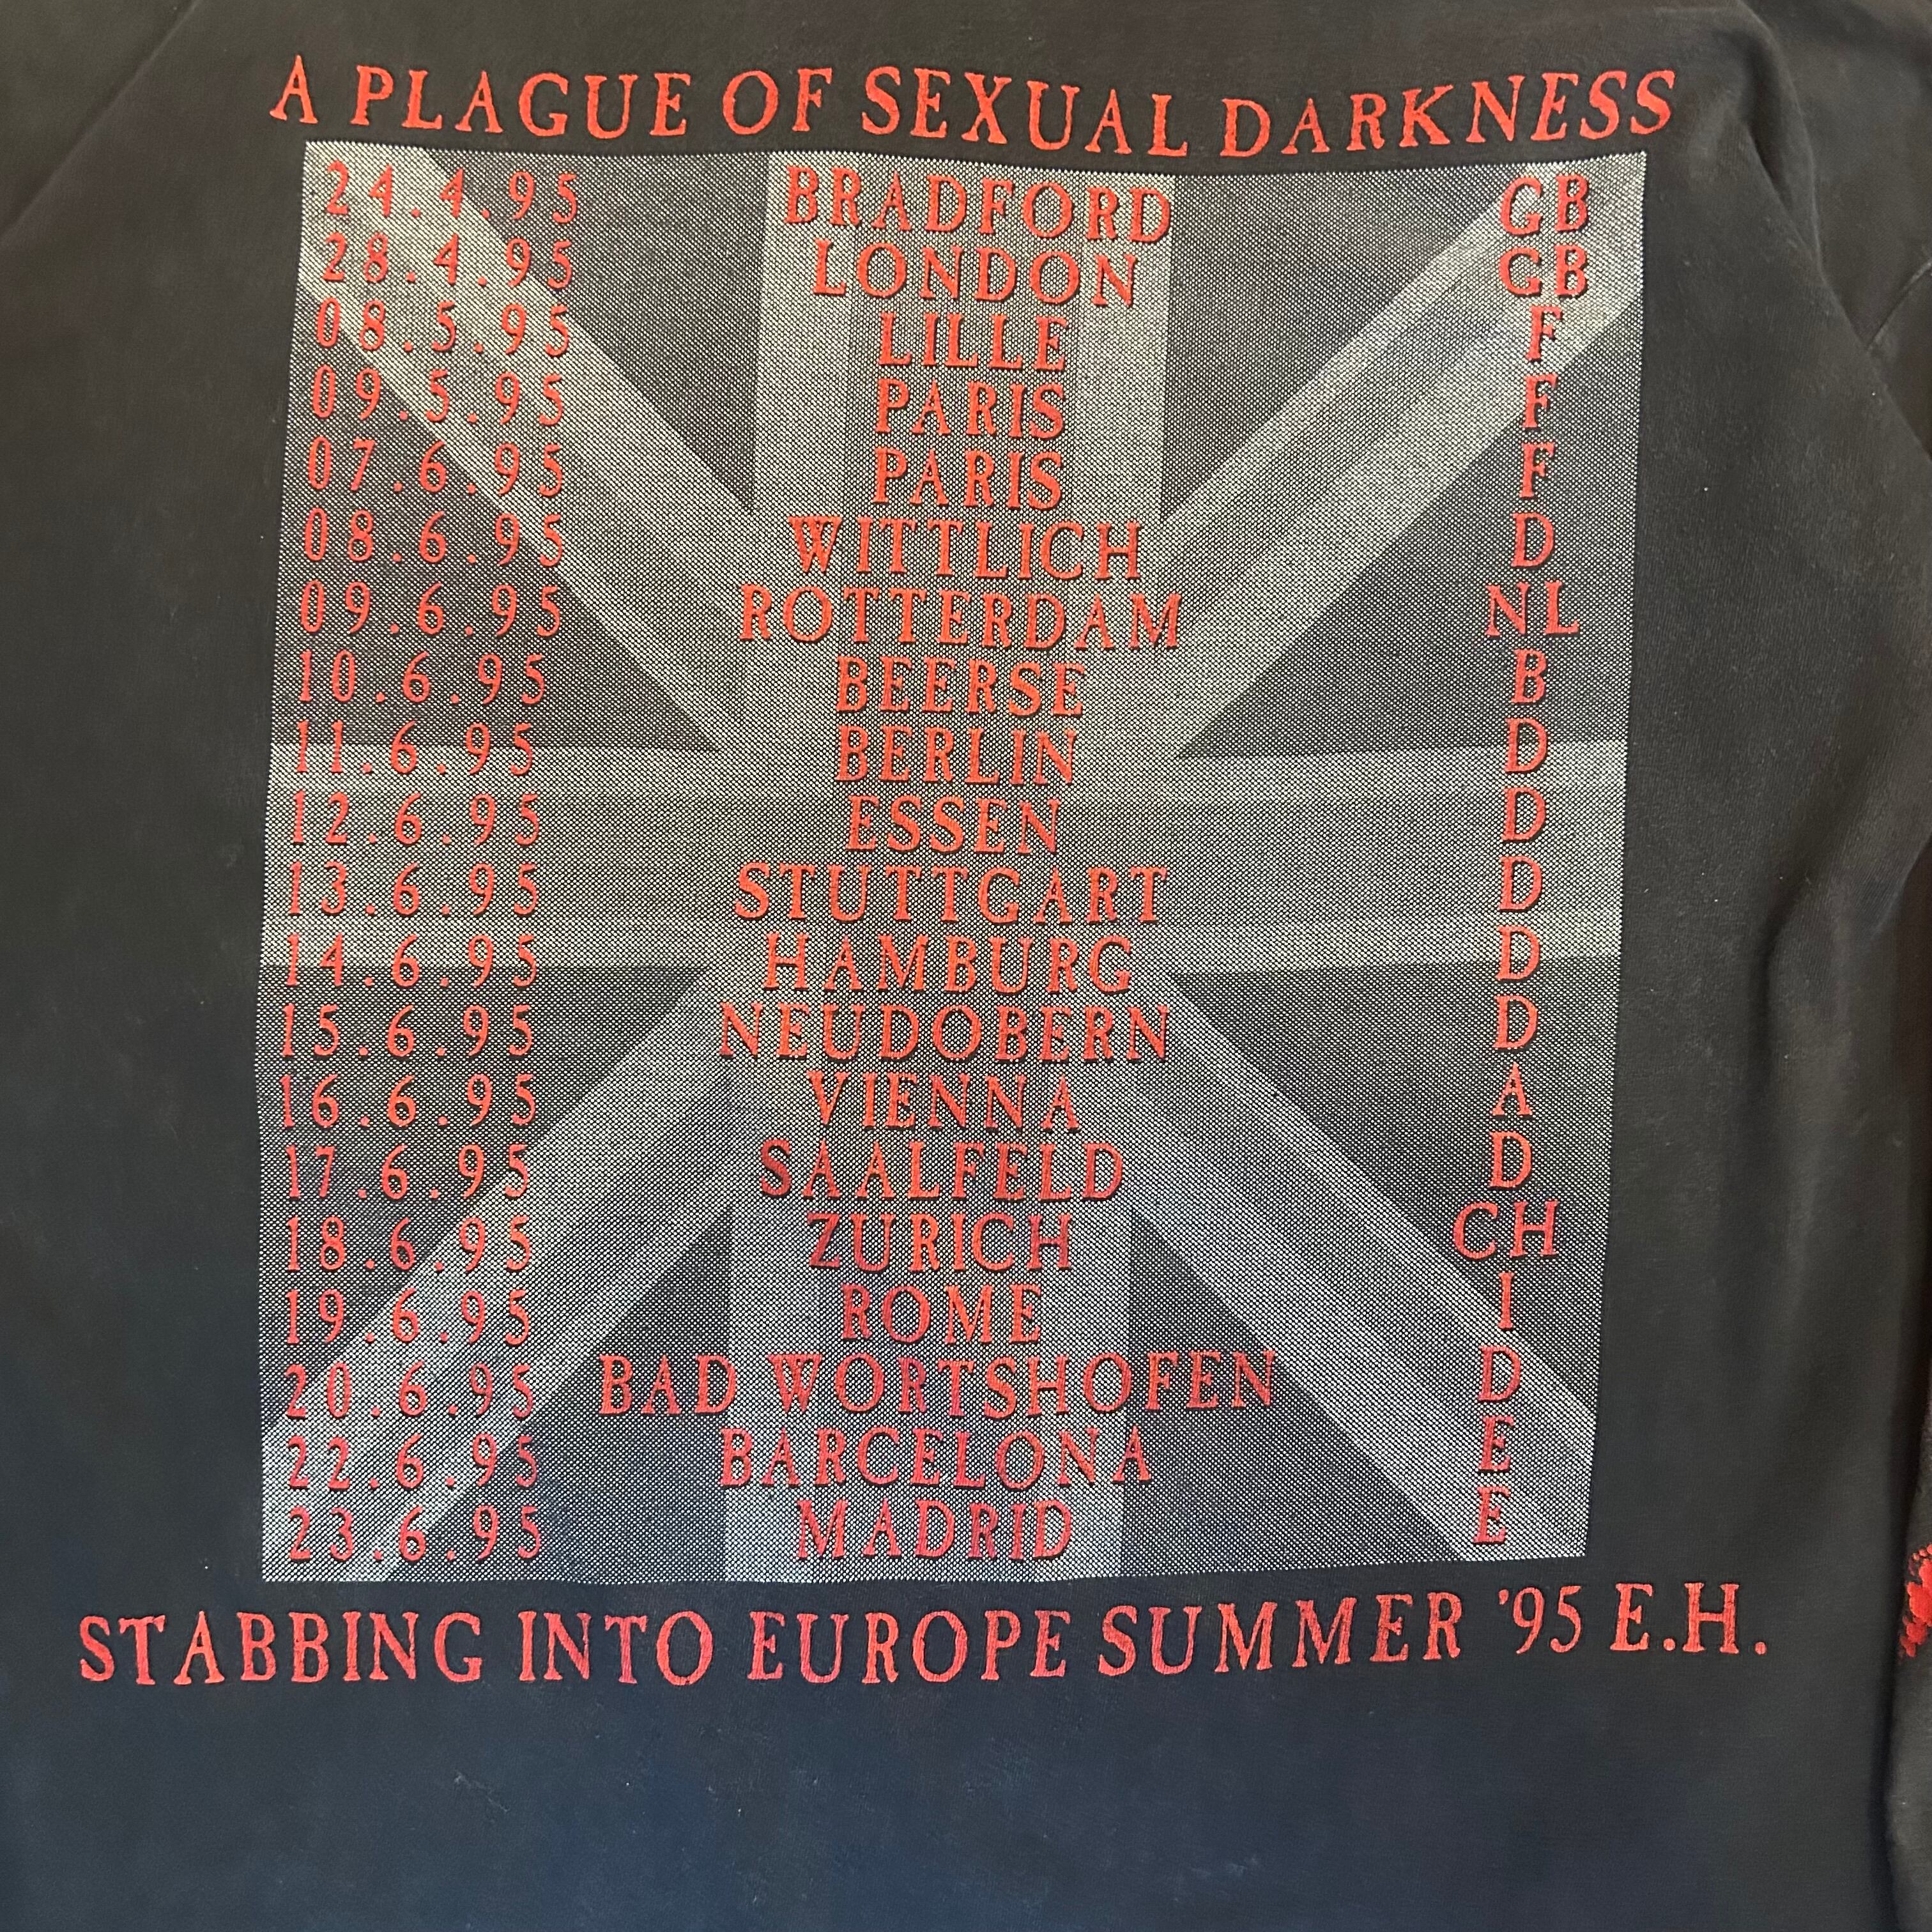 A PLAGUE OF SEXUAL DARKNESS
24.4.95 BRADFORD GB
28.4.95 LONDON GB
08.5.95 LILLE F
09.5.95 PARIS F
07.6.95 PARIS F
08.6.95 WITTLICH D
09.6.95 ROTTERDAM NL
10.6.95 BEERSE B
11.6.95 BERLIN D
12.6.95 ESSEN D
13.6.95 STUTTGART D
14.6.95 HAMBURG D
15.6.95 NEUDOBERN D
16.6.95 VIENNA A
17.6.95 SAALFELD D
18.6.95 ZURICH CH
19.6.95 ROME I
20.6.95 BAD WORTSHOFEN D
22.6.95 BARCELONA E
23.6.95 MADRID E
STABBING INTO EUROPE SUMMER '95 E.H.